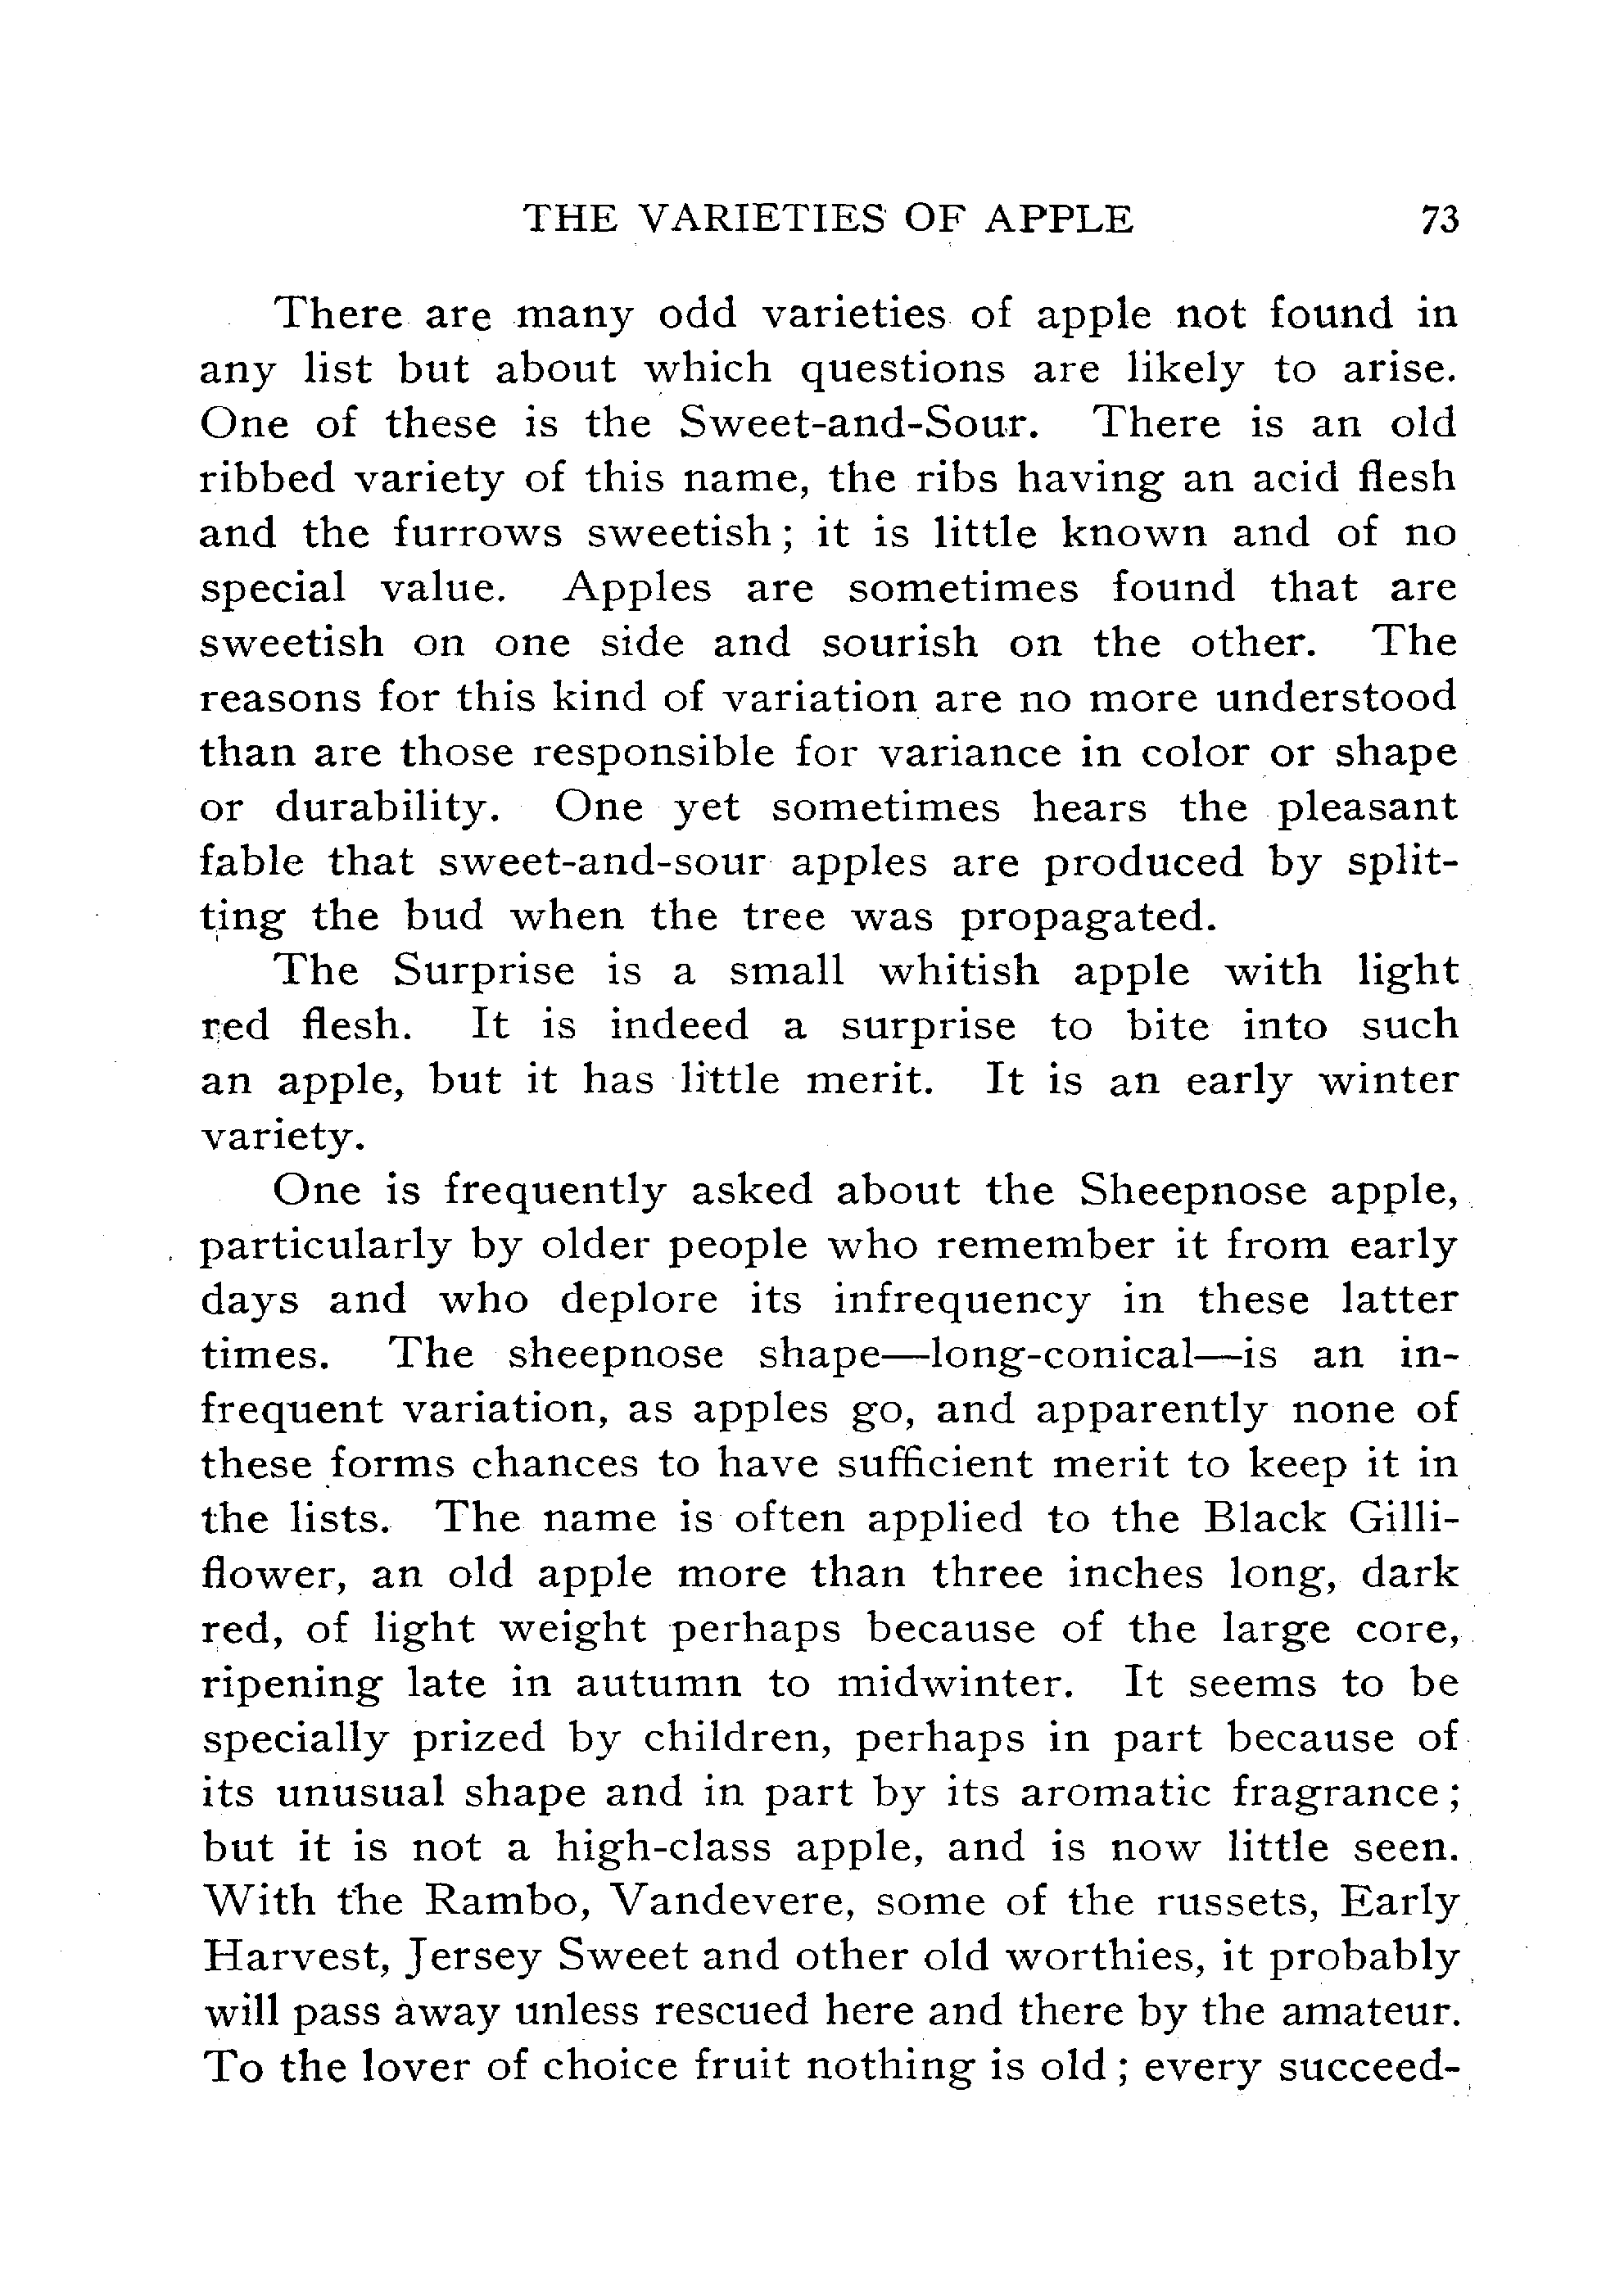 THE VARIETIES OF APPLE 73
There are many odd varieties of apple not found in
any list but about which questions are likely to arise.
One of these is the Sweet-and-Sour. There is an old
ribbed variety of this name, the ribs having an acid flesh
and the furrows sweetish; it is little known and of no
special value. Apples are sometimes found that are
sweetish on one side and sourish on the other. The
reasons for this kind of variation are no more understood
than are those responsible for variance in color or shape
or durability. One yet sometimes hears the pleasant
fable that sweet-and-sour apples are produced by split-
ting the bud when the tree was propagated.
The Surprise is a small whitish apple with light
red flesh. It is indeed a surprise to bite into such
an apple, but it has little merit. It is an early winter
variety.
One is frequently asked about the Sheepnose apple,
particularly by older people who remember it from early
days and who deplore its infrequency in these latter
times. The sheepnose shape—long-conical—is an in-
frequent variation, as apples go, and apparently none of
these forms chances to have sufficient merit to keep it in
the lists. The name is often applied to the Black Gilli-
flower, an old apple more than three inches long, dark
red, of light weight perhaps because of the large core,
ripening late in autumn to midwinter. It seems to be
specially prized by children, perhaps in part because of
its unusual shape and in part by its aromatic fragrance;
but it is not a high-class apple, and is now little seen.
With the Rambo, Vandevere, some of the russets, Early
Harvest, Jersey Sweet and other old worthies, it probably
will pass away unless rescued here and there by the amateur.
To the lover of choice fruit nothing is old; every succeed-